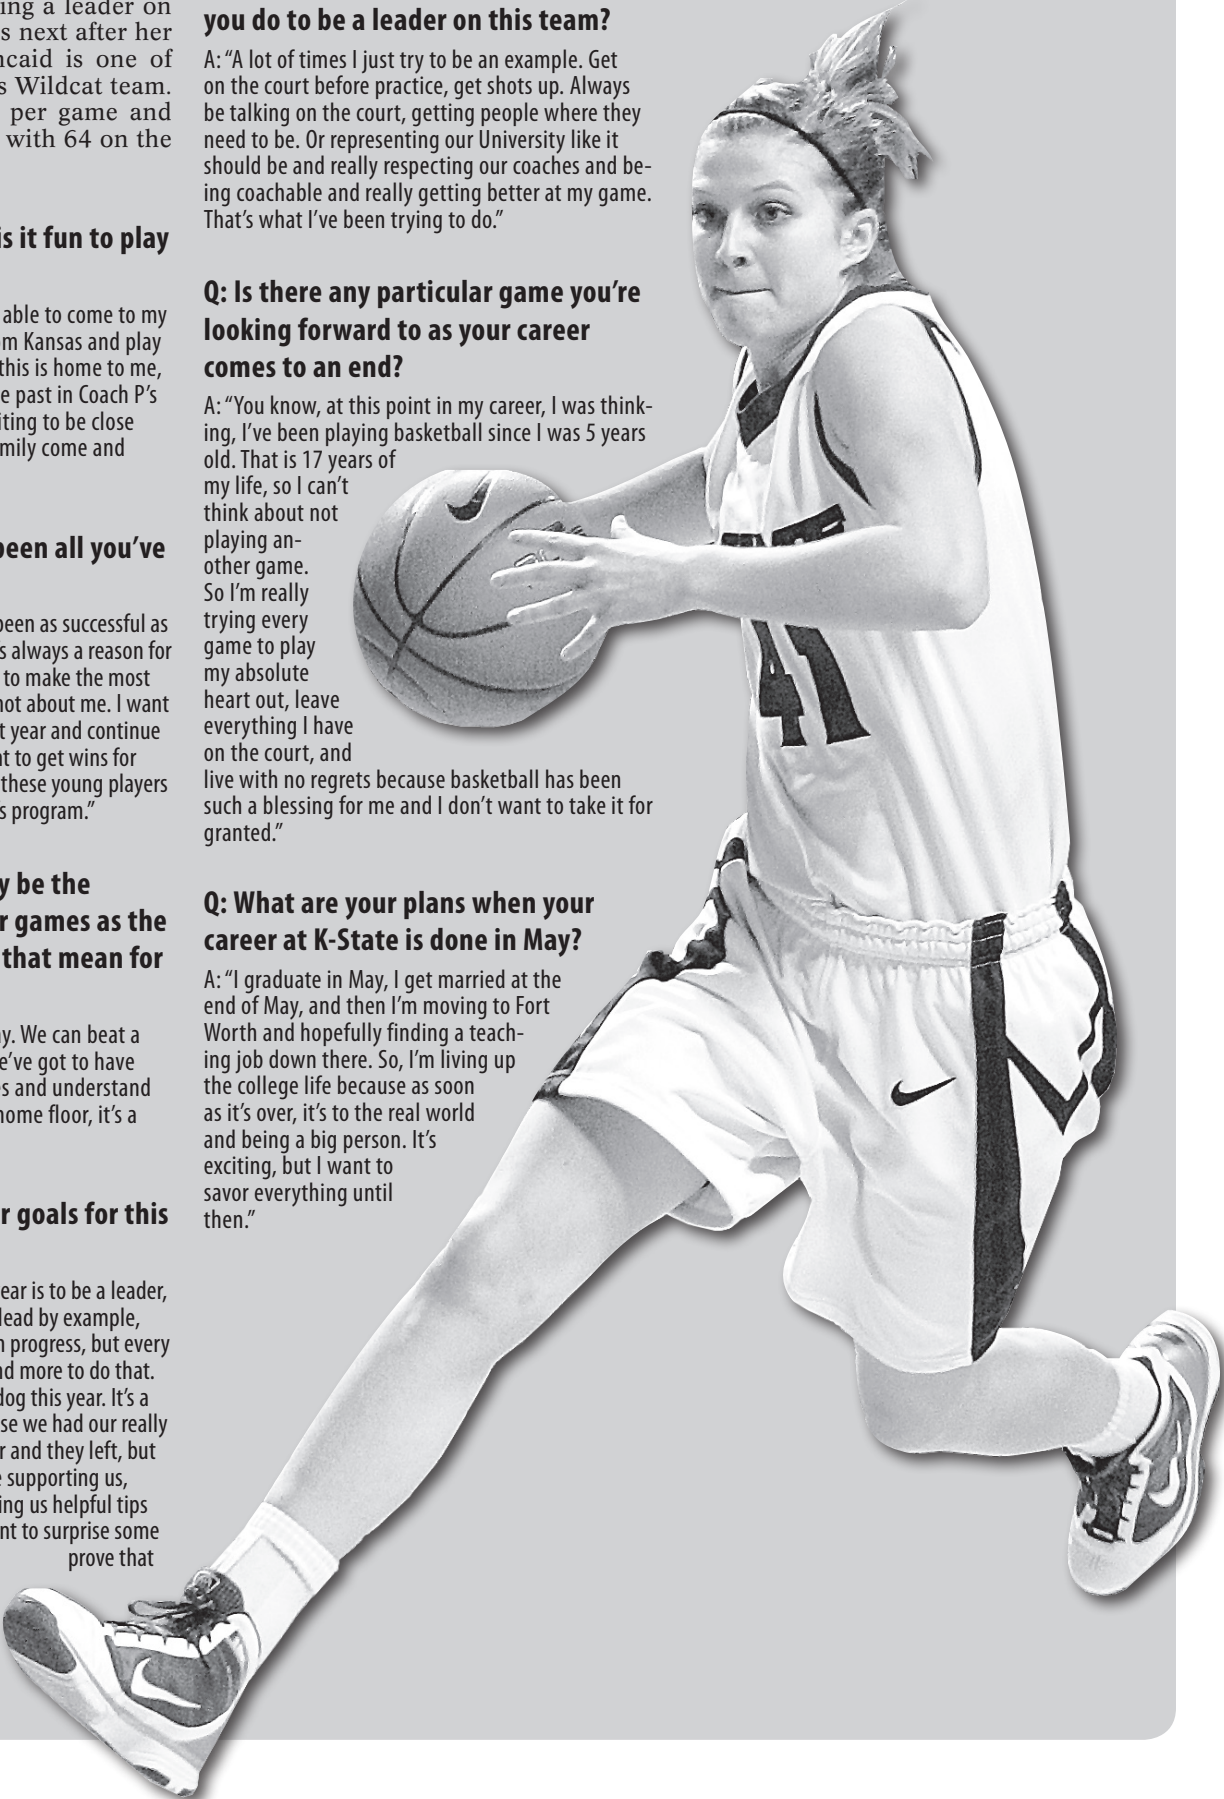 ing a leader on
s next after her
ncaid is one of
s Wildcat team.
per game and
with 64 on the
is it fun to play
able to come to my
om Kansas and play
this is home to me,
e past in Coach P's
iting to be close
mily come and
been all you've
been as successful as
s always a reason for
to make the most
not about me. I want
t year and continue
nt to get wins for
these young players
s program.”
y be the
r games as the
that mean for
ay. We can beat a
e've got to have
es and understand
home floor, it's a
r goals for this
ear is to be a leader,
lead by example,
n progress, but every
nd more to do that.
dog this year. It's a
se we had our really
r and they left, but
e supporting us,
ing us helpful tips
nt to surprise some
prove that
you do to be a leader on this team?
A: “A lot of times I just try to be an example. Get
on the court before practice, get shots up. Always
be talking on the court, getting people where they
need to be. Or representing our University like it
should be and really respecting our coaches and be-
ing coachable and really getting better at my game.
That's what I've been trying to do.”
Q: Is there any particular game you're
looking forward to as your career
comes to an end?
A: “You know, at this point in my career, I was think-
ing, I've been playing basketball since I was 5 years
old. That is 17 years of
my life, so I can't
think about not
playing an-
other game.
So I'm really
trying every
game to play
my absolute
heart out, leave
everything I have
on the court, and
live with no regrets because basketball has been
such a blessing for me and I don't want to take it for
granted.”
Q: What are your plans when your
career at K-State is done in May?
A: “I graduate in May, I get married at the
end of May, and then I'm moving to Fort
Worth and hopefully finding a teach-
ing job down there. So, I'm living up
the college life because as soon
as it's over, it's to the real world
and being a big person. It's
exciting, but I want to
savor everything until
then.”
41